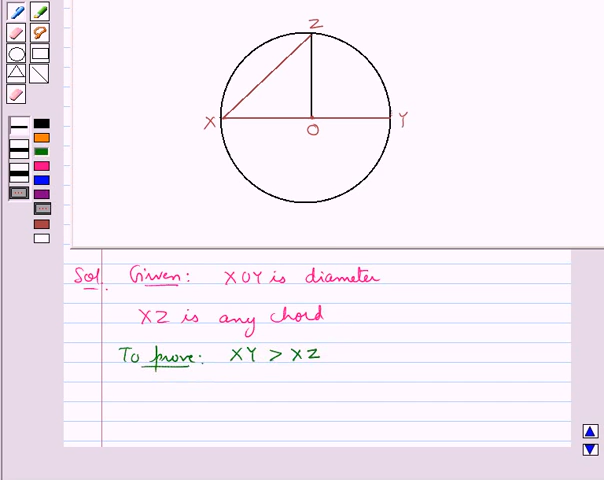 Z
X
O
Y
Sol. Given: XOY is diameter
XZ is any chord
To prove: XY > XZ